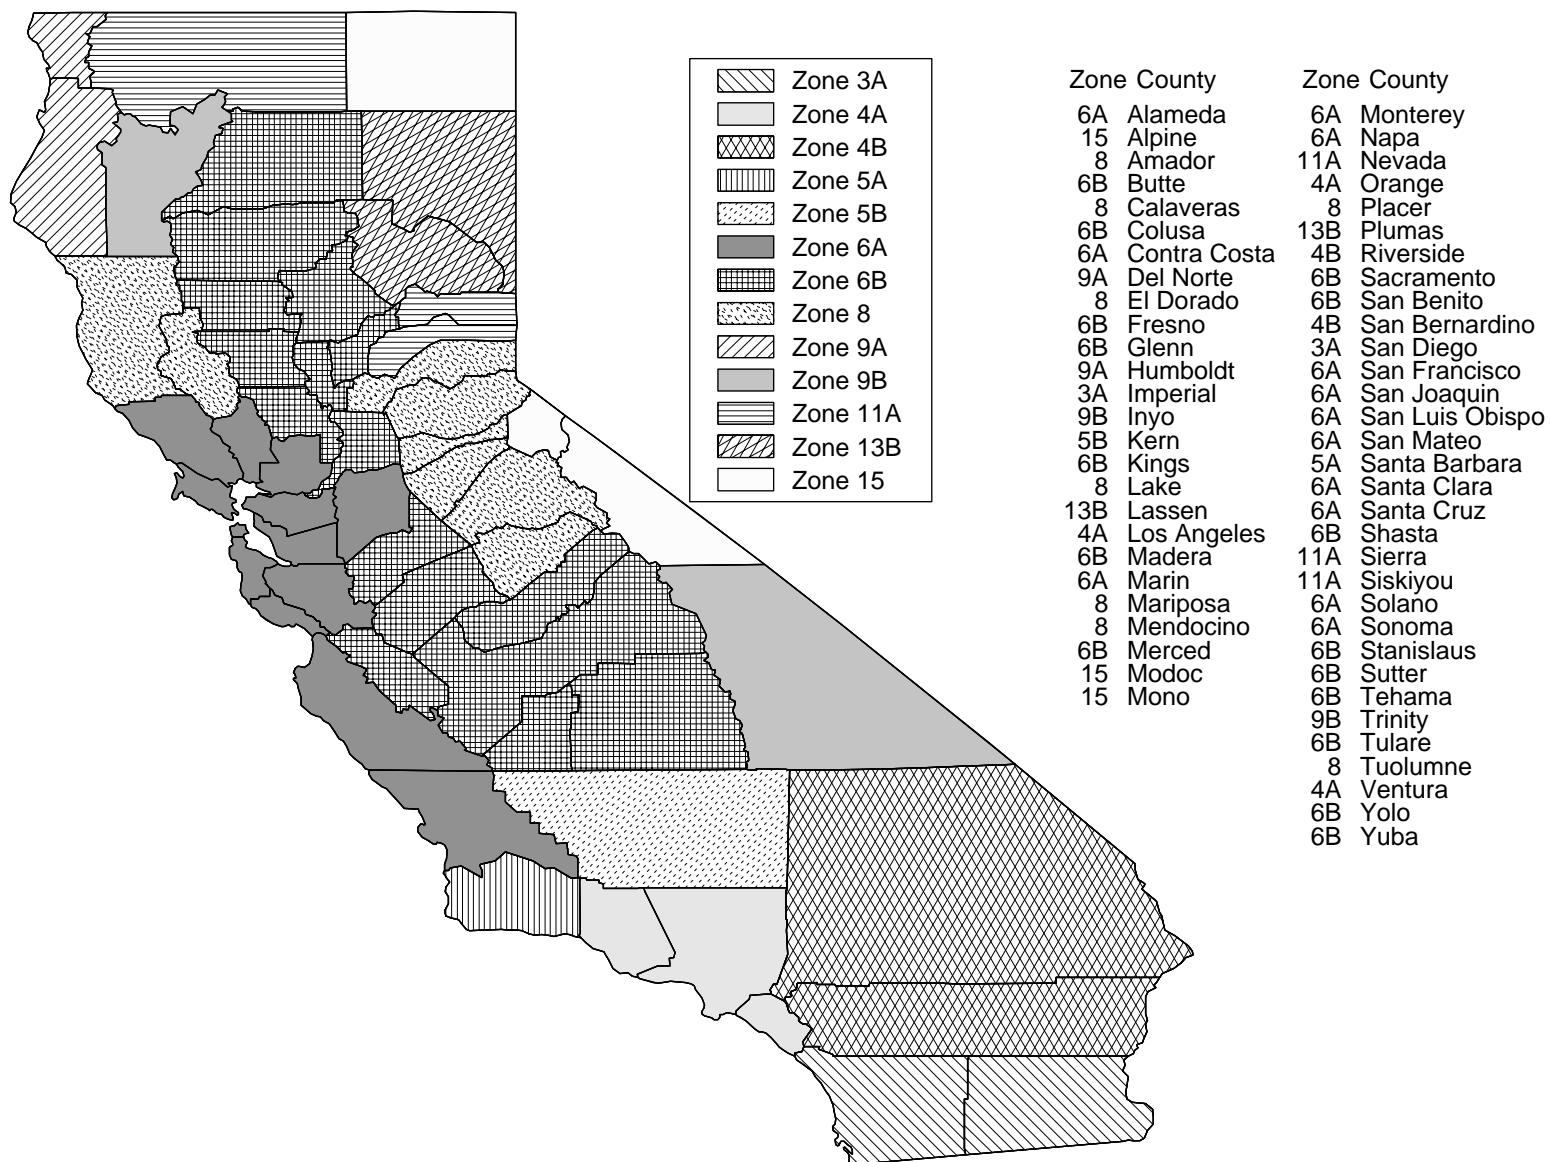 Zone 3A
Zone 4A
Zone 4B
Zone 5A
Zone 5B
Zone 6A
Zone 6B
Zone 8
Zone 9A
Zone 9B
Zone 11A
Zone 13B
Zone 15
Zone County
6A Alameda
15 Alpine
8 Amador
6B Butte
8 Calaveras
6B Colusa
6A Contra Costa
9A Del Norte
8 El Dorado
6B Fresno
6B Glenn
9A Humboldt
3A Imperial
9B Inyo
5B Kern
6B Kings
8 Lake
13B Lassen
4A Los Angeles
6B Madera
6A Marin
8 Mariposa
8 Mendocino
6B Merced
15 Modoc
15 Mono
Zone County
6A Monterey
6A Napa
11A Nevada
4A Orange
8 Placer
13B Plumas
4B Riverside
6B Sacramento
6B San Benito
4B San Bernardino
3A San Diego
6A San Francisco
6A San Joaquin
6A San Luis Obispo
6A San Mateo
5A Santa Barbara
6A Santa Clara
6A Santa Cruz
6B Shasta
11A Sierra
11A Siskiyou
6A Solano
6A Sonoma
6B Stanislaus
6B Sutter
6B Tehama
9B Trinity
6B Tulare
8 Tuolumne
4A Ventura
6B Yolo
6B Yuba